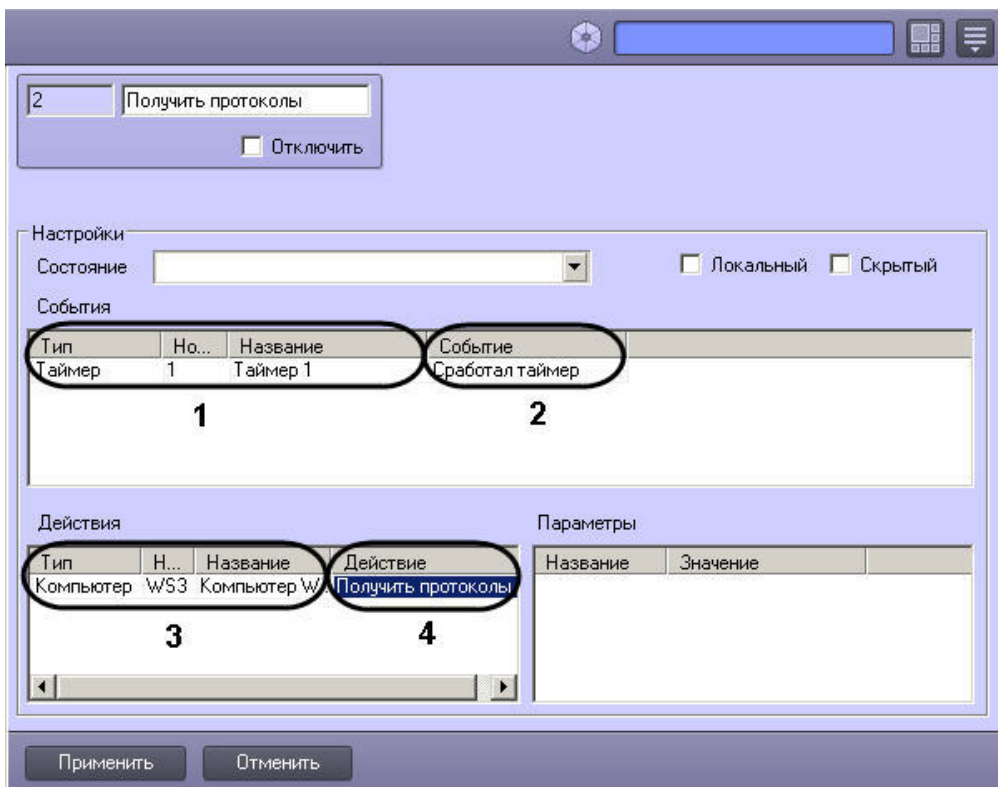 2 Получить протоколы
Отключить
Настройки
Состояние Локальный Скрытый
События
Тип Но... Название Событие
Таймер 1 Таймер 1 Сработал таймер
1 2
Действия Параметры
Тип Н... Название Действие Название Значение
Компьютер WS3 Компьютер W... Получить протоколы
3 4
Применить Отменить